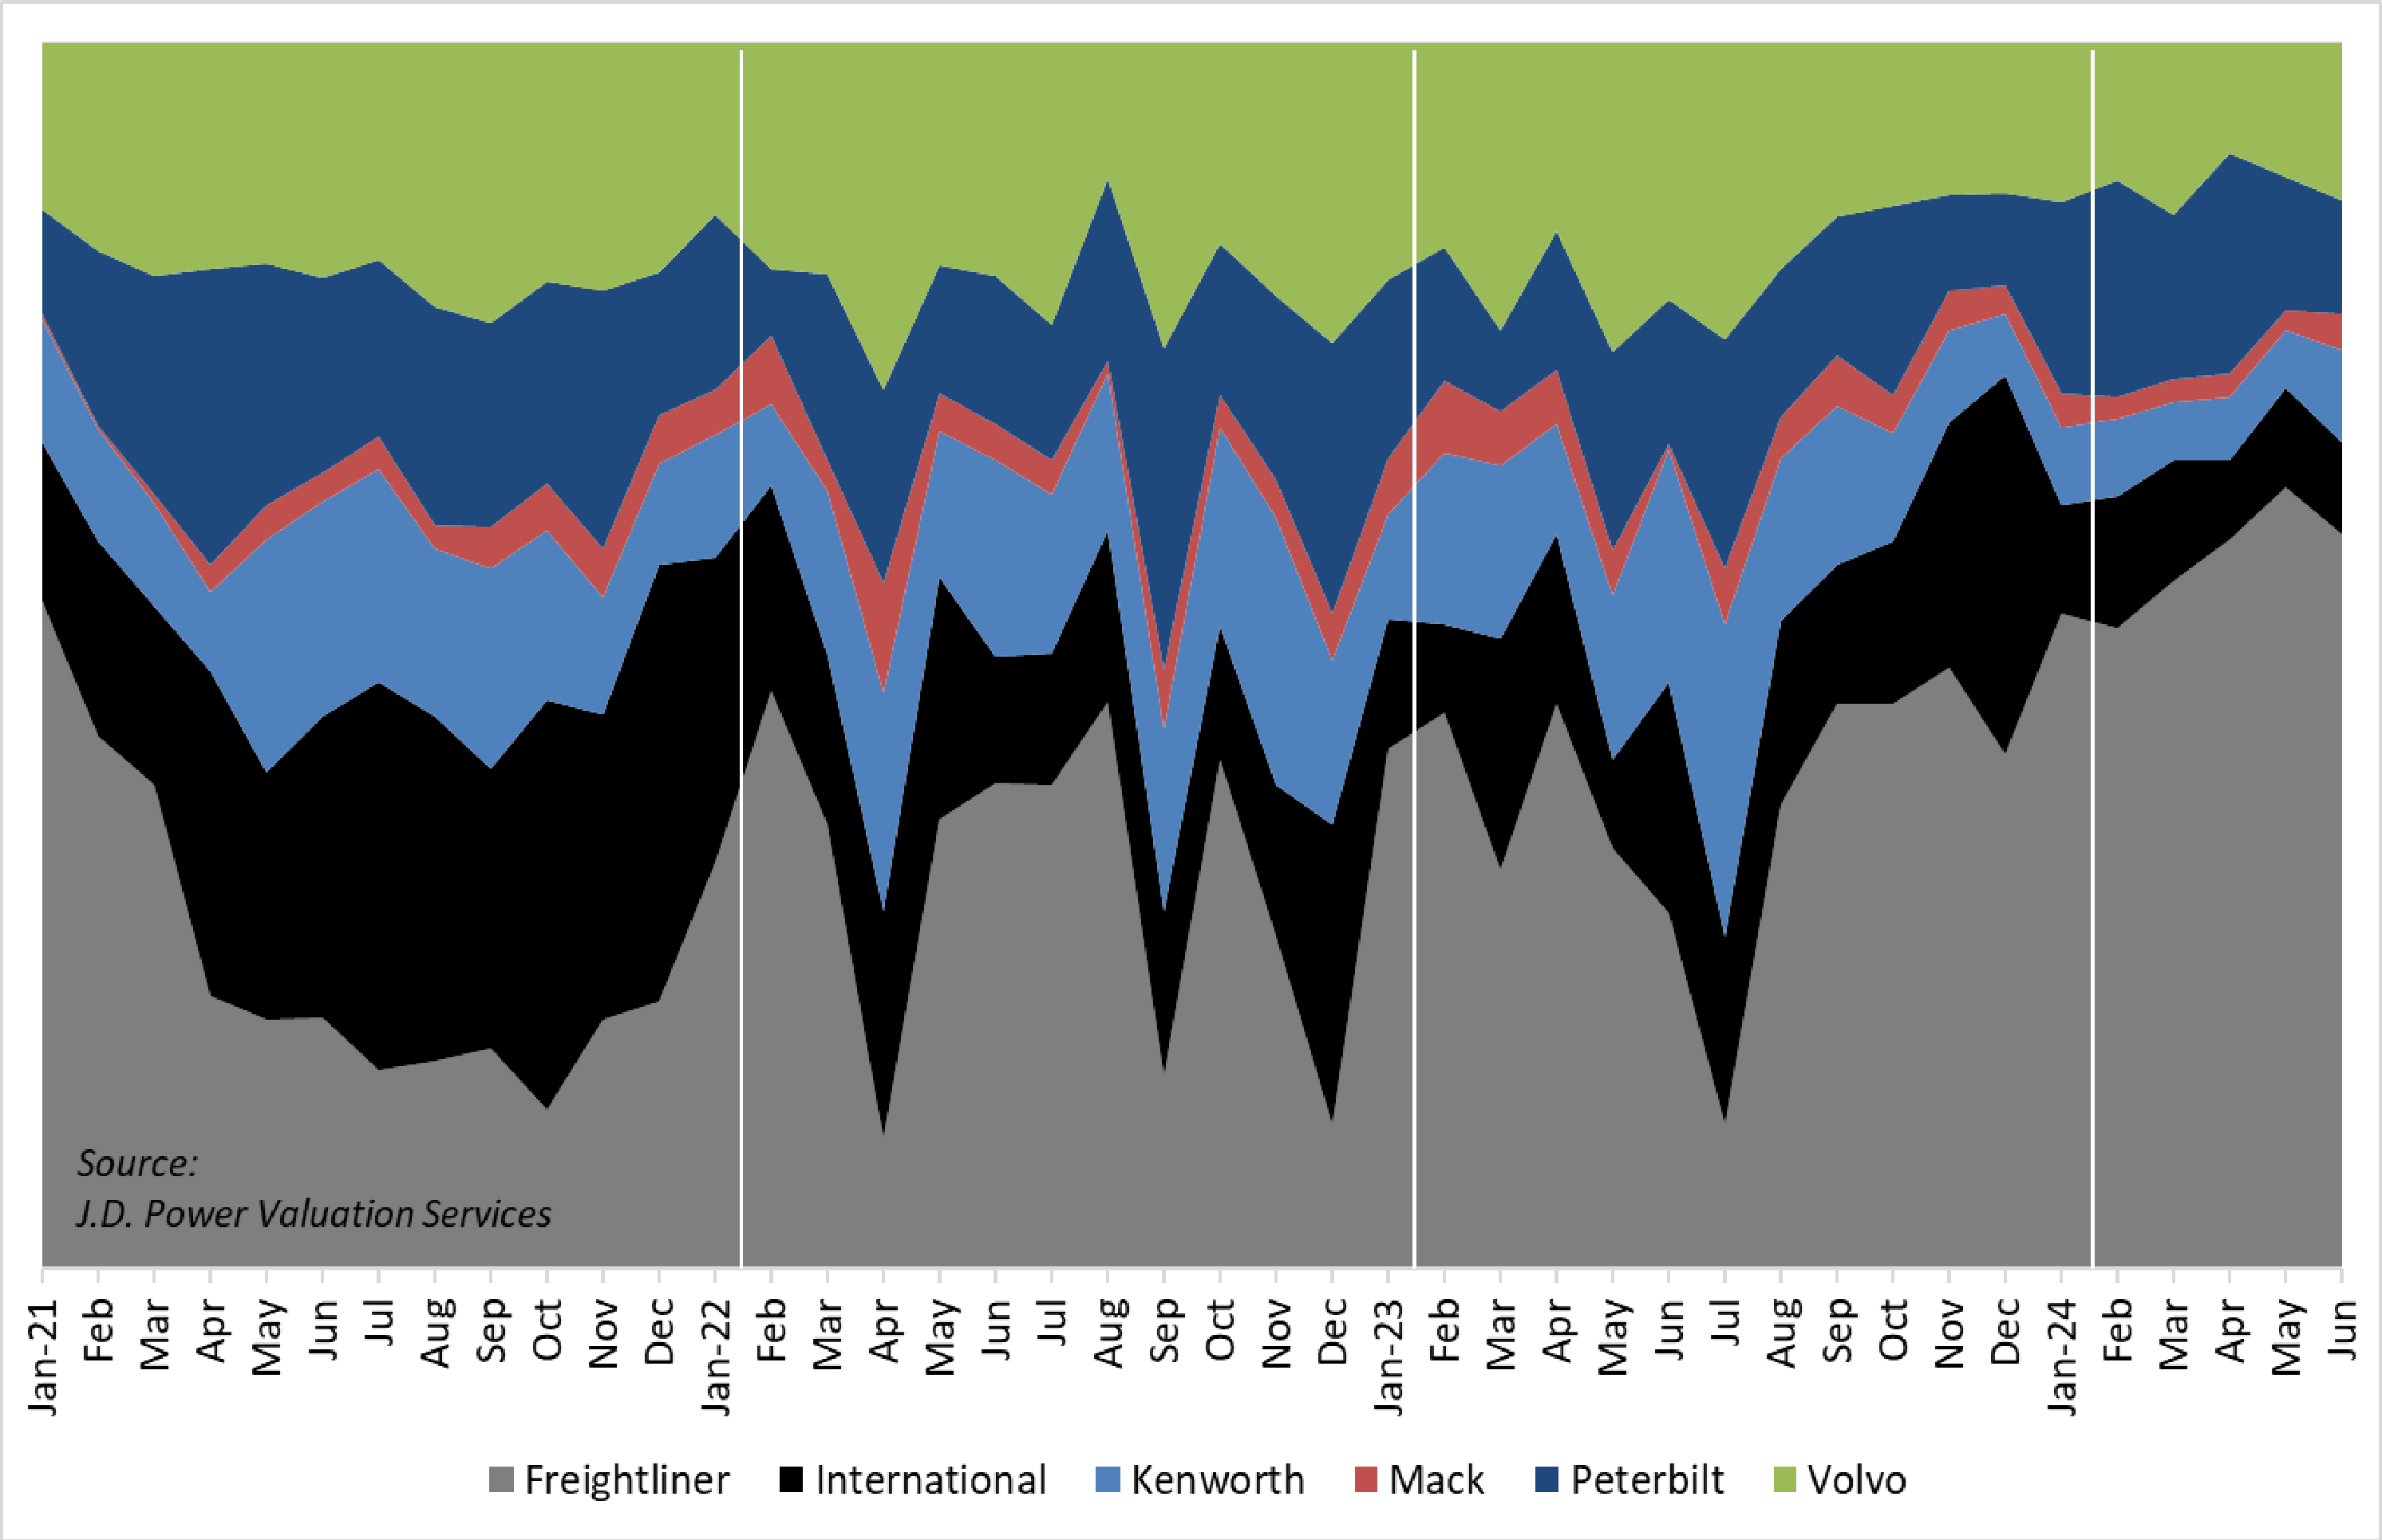 Source:
J.D. Power Valuation Services
Jan-21 Feb Mar Apr May Jun Jul Aug Sep Oct Nov Dec Jan-22 Feb Mar Apr May Jun Jul Aug Sep Oct Nov Dec Jan-23 Feb Mar Apr May Jun Jul Aug Sep Oct Nov Dec Jan-24 Feb Mar Apr May Jun
Freightliner International Kenworth Mack Peterbilt Volvo